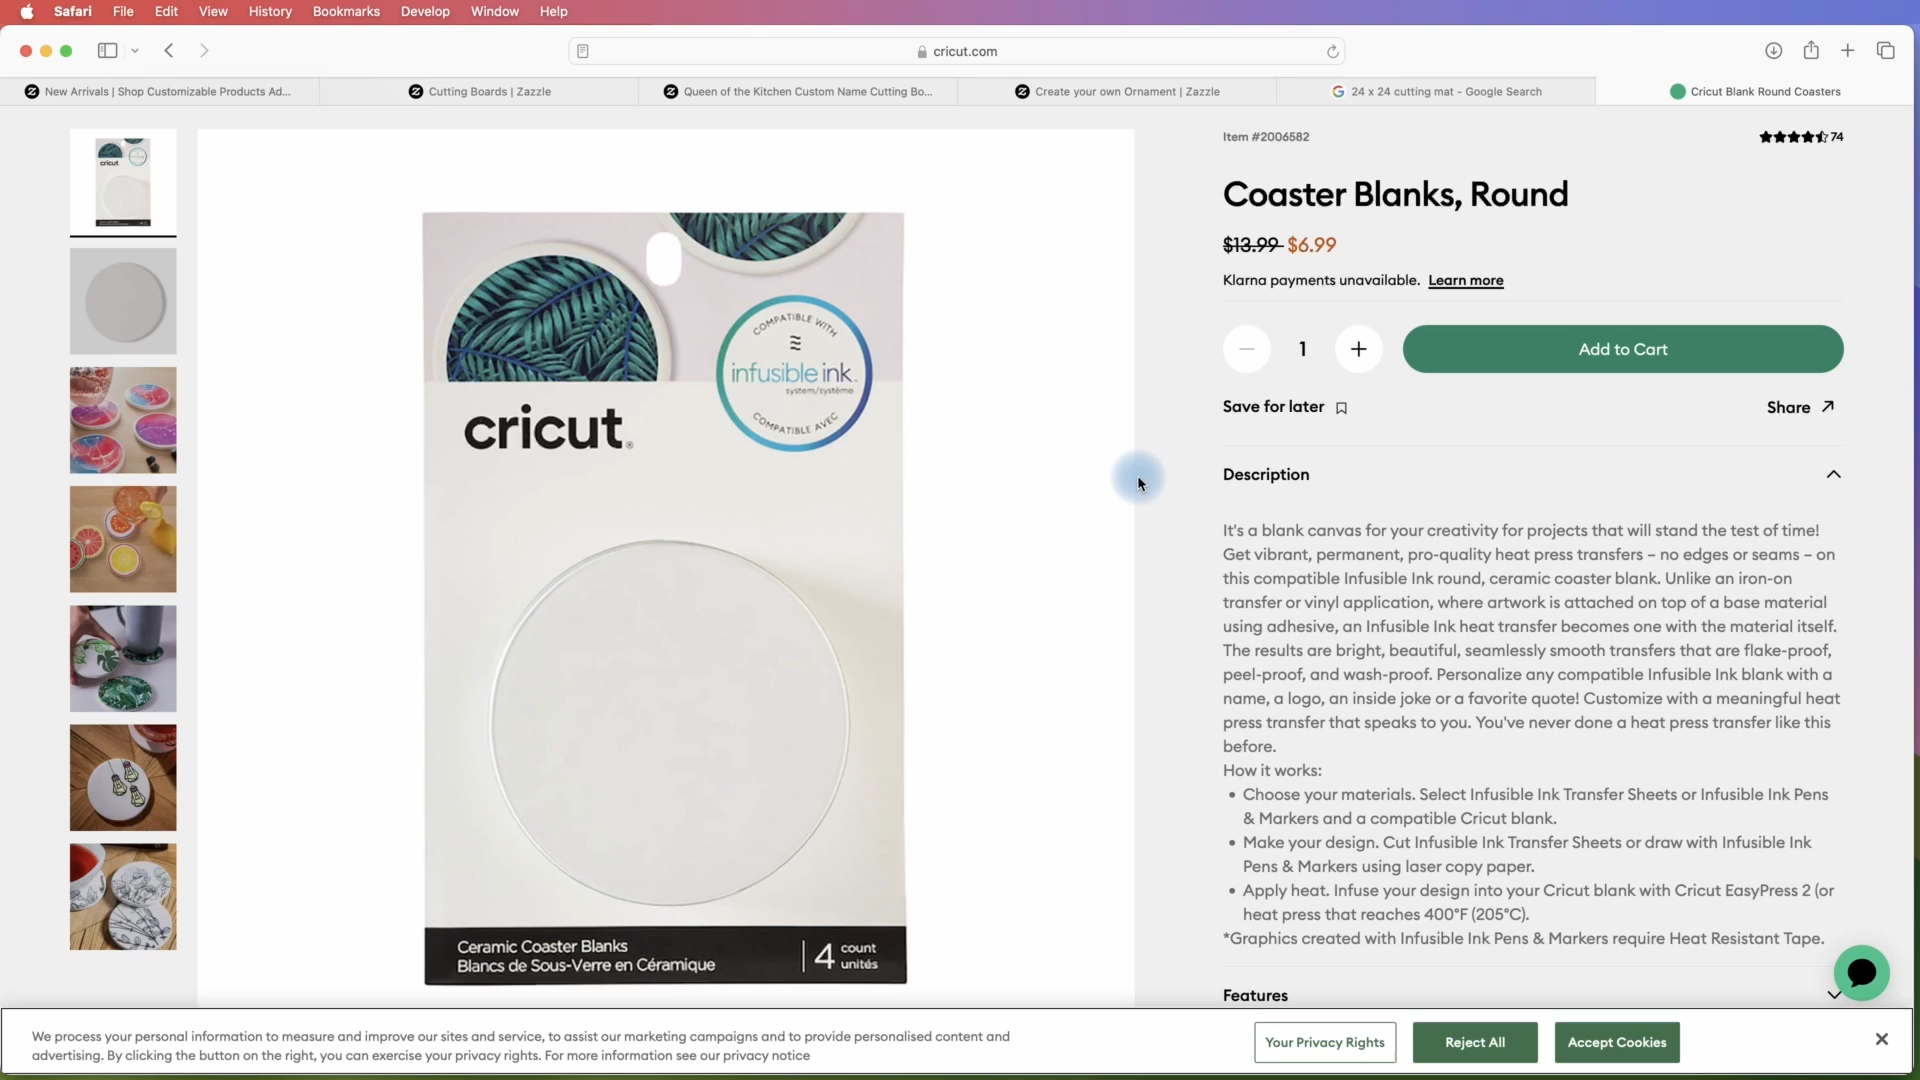 Safari File Edit View History Bookmarks Develop Window Help
cricut.com
New Arrivals | Shop Customizable Products Ad...
Cutting Boards | Zazzle
Queen of the Kitchen Custom Name Cutting Bo...
Create your own Ornament | Zazzle
24 x 24 cutting mat - Google Search
Cricut Blank Round Coasters
cricut
COMPATIBLE WITH
infusible ink™
system/système
COMPATIBLE AVEC
cricut®
Ceramic Coaster Blanks
Blancs de Sous-Verre en Céramique
4 count
unités
Item #2006582
74
Coaster Blanks, Round
$13.99 $6.99
Klarna payments unavailable. Learn more
1
Add to Cart
Save for later
Share
Description
It's a blank canvas for your creativity for projects that will stand the test of time!
Get vibrant, permanent, pro-quality heat press transfers – no edges or seams – on
this compatible Infusible Ink round, ceramic coaster blank. Unlike an iron-on
transfer or vinyl application, where artwork is attached on top of a base material
using adhesive, an Infusible Ink heat transfer becomes one with the material itself.
The results are bright, beautiful, seamlessly smooth transfers that are flake-proof,
peel-proof, and wash-proof. Personalize any compatible Infusible Ink blank with a
name, a logo, an inside joke or a favorite quote! Customize with a meaningful heat
press transfer that speaks to you. You've never done a heat press transfer like this
before.
How it works:
• Choose your materials. Select Infusible Ink Transfer Sheets or Infusible Ink Pens
& Markers and a compatible Cricut blank.
• Make your design. Cut Infusible Ink Transfer Sheets or draw with Infusible Ink
Pens & Markers using laser copy paper.
• Apply heat. Infuse your design into your Cricut blank with Cricut EasyPress 2 (or
heat press that reaches 400°F (205°C).
*Graphics created with Infusible Ink Pens & Markers require Heat Resistant Tape.
Features
We process your personal information to measure and improve our sites and service, to assist our marketing campaigns and to provide personalised content and
advertising. By clicking the button on the right, you can exercise your privacy rights. For more information see our privacy notice
Your Privacy Rights
Reject All
Accept Cookies